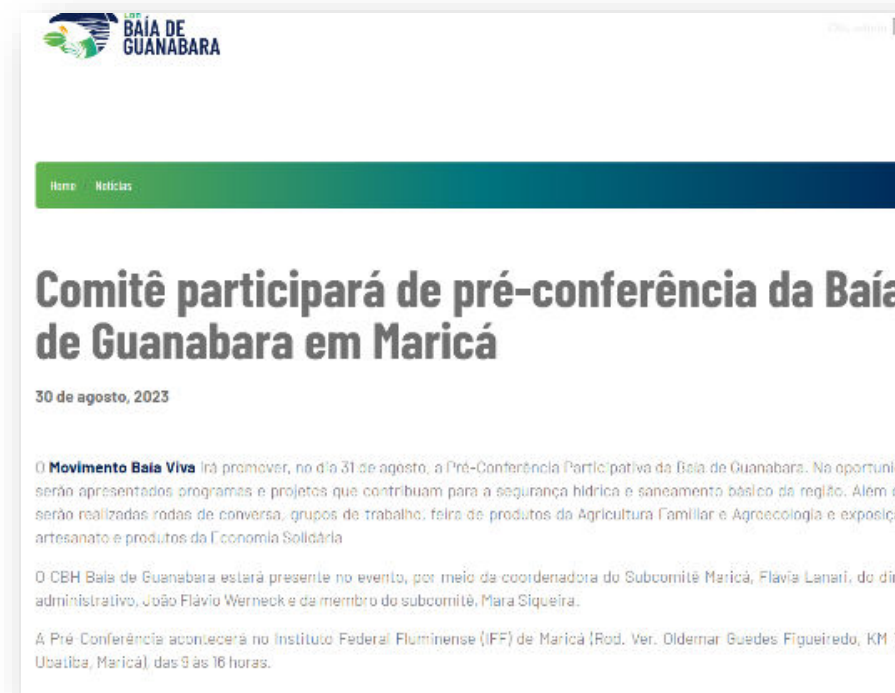 BAÍA DE
GUANABARA
Home / Notícias
Comitê participará de pré-conferência da Baía
de Guanabara em Maricá
30 de agosto, 2023
O Movimento Baía Viva irá promover, no dia 31 de agosto, a Pré-Conferência Participativa da Baía de Guanabara. Na oportuni
serão apresentados programas e projetos que contribuam para a segurança hídrica e saneamento básico da região. Além
serão realizadas rodas de conversa, grupos de trabalho, feira de produtos da Agricultura Familiar e Agroecologia e exposiç
artesanato e produtos da Economia Solidária
O CBH Baía de Guanabara estará presente no evento, por meio da coordenadora do Subcomitê Maricá, Flávia Lanari, do di
administrativo, João Flávio Werneck e da membro do subcomitê, Mara Siqueira.
A Pré Conferência acontecerá no Instituto Federal Fluminense (IFF) de Maricá (Rod. Ver. Oldemar Guedes Figueiredo, KM
Ubatiba, Maricá), das 9 às 16 horas.